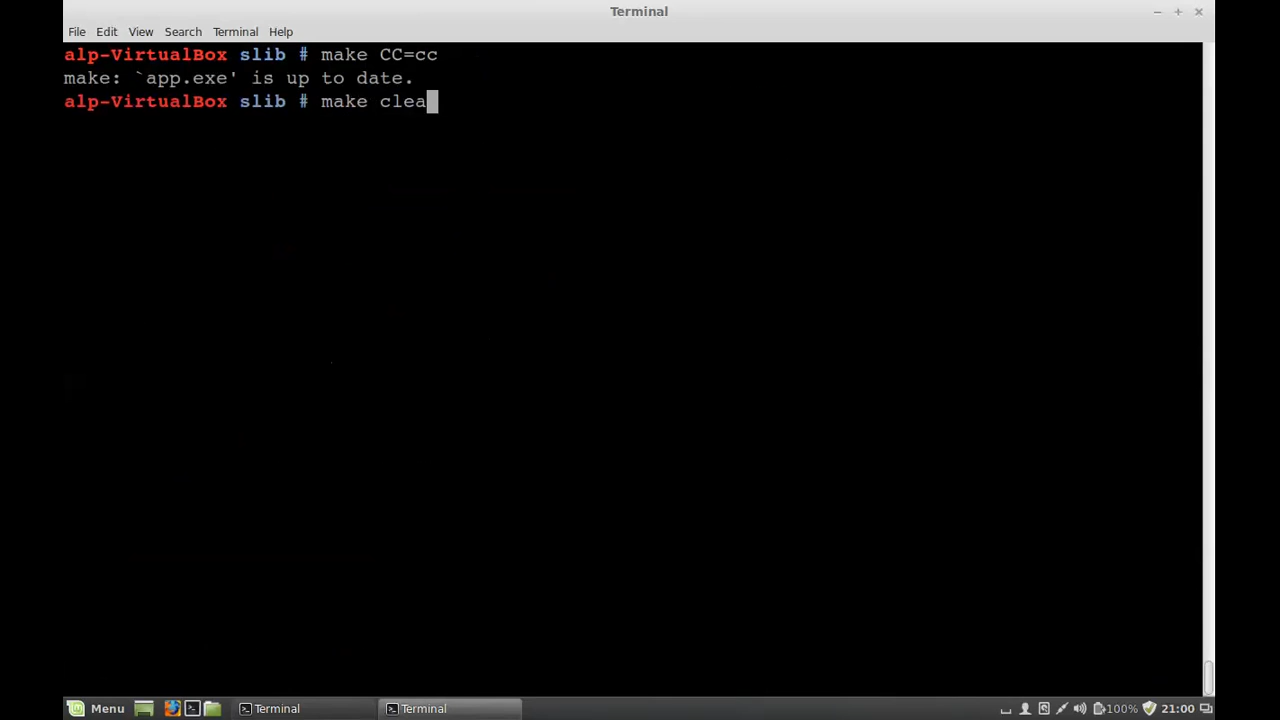 Terminal
File Edit View Search Terminal Help
alp-VirtualBox slib # make CC=cc
make: `app.exe' is up to date.
alp-VirtualBox slib # make clea
Menu Terminal Terminal 100% 21:00